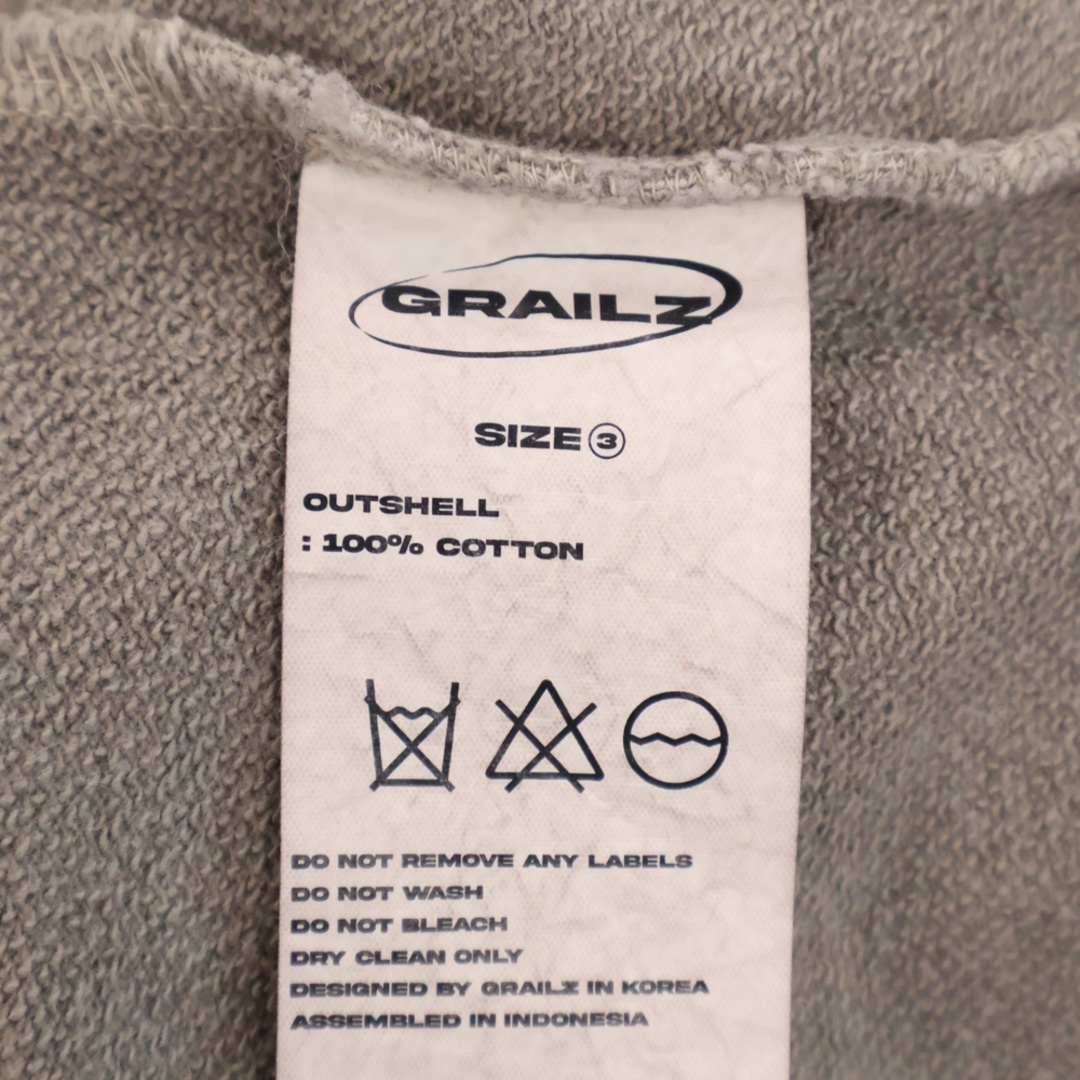 GRAILZ
SIZE 3
OUTSHELL
: 100% COTTON
DO NOT REMOVE ANY LABELS
DO NOT WASH
DO NOT BLEACH
DRY CLEAN ONLY
DESIGNED BY GRAILZ IN KOREA
ASSEMBLED IN INDONESIA